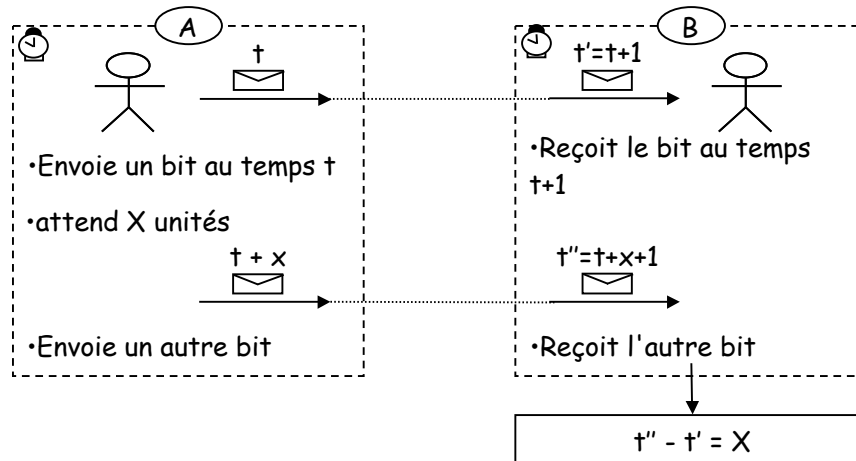 A
B
t
t'=t+1
•Envoie un bit au temps t
•attend X unités
•Reçoit le bit au temps
t+1
t + x
t''=t+x+1
•Envoie un autre bit
•Reçoit l'autre bit
t'' - t' = X